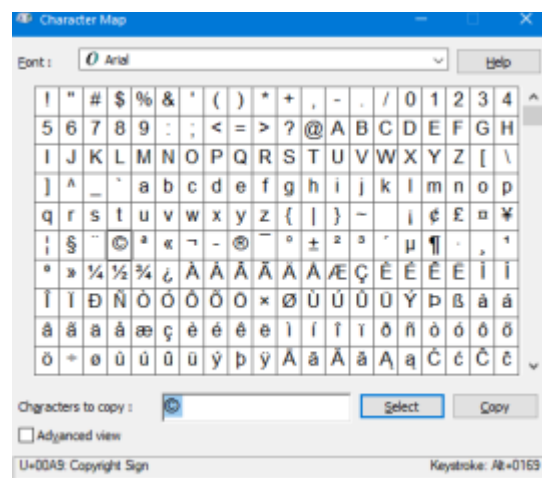 Character Map
Font : O Arial Help
! " # $ % & ' ( ) * + , - . / 0 1 2 3 4
5 6 7 8 9 : ; < = > ? @ A B C D E F G H
I J K L M N O P Q R S T U V W X Y Z [ \
] ^ _ ` a b c d e f g h i j k l m n o p
q r s t u v w x y z { | } ~ ¡ ¢ £ ¤ ¥
¦ § ¨ © ª « ¬ - ® ¯ ° ± ² ³ ´ µ ¶ · ¸ ¹
º » ¼ ½ ¾ ¿ À Á Â Ã Ä Å Æ Ç È É Ê Ë Ì Í
Î Ï Ð Ñ Ò Ó Ô Õ Ö × Ø Ù Ú Û Ü Ý Þ ß à á
â ã ä å æ ç è é ê ë ì í î ï ð ñ ò ó ô õ
ö ÷ ø ù ú û ü ý þ ÿ Ā ā Ă ă Ą ą Ć ć Ĉ ĉ
Characters to copy : © Select Copy
Advanced view
U+00A9: Copyright Sign Keystroke: Alt+0169